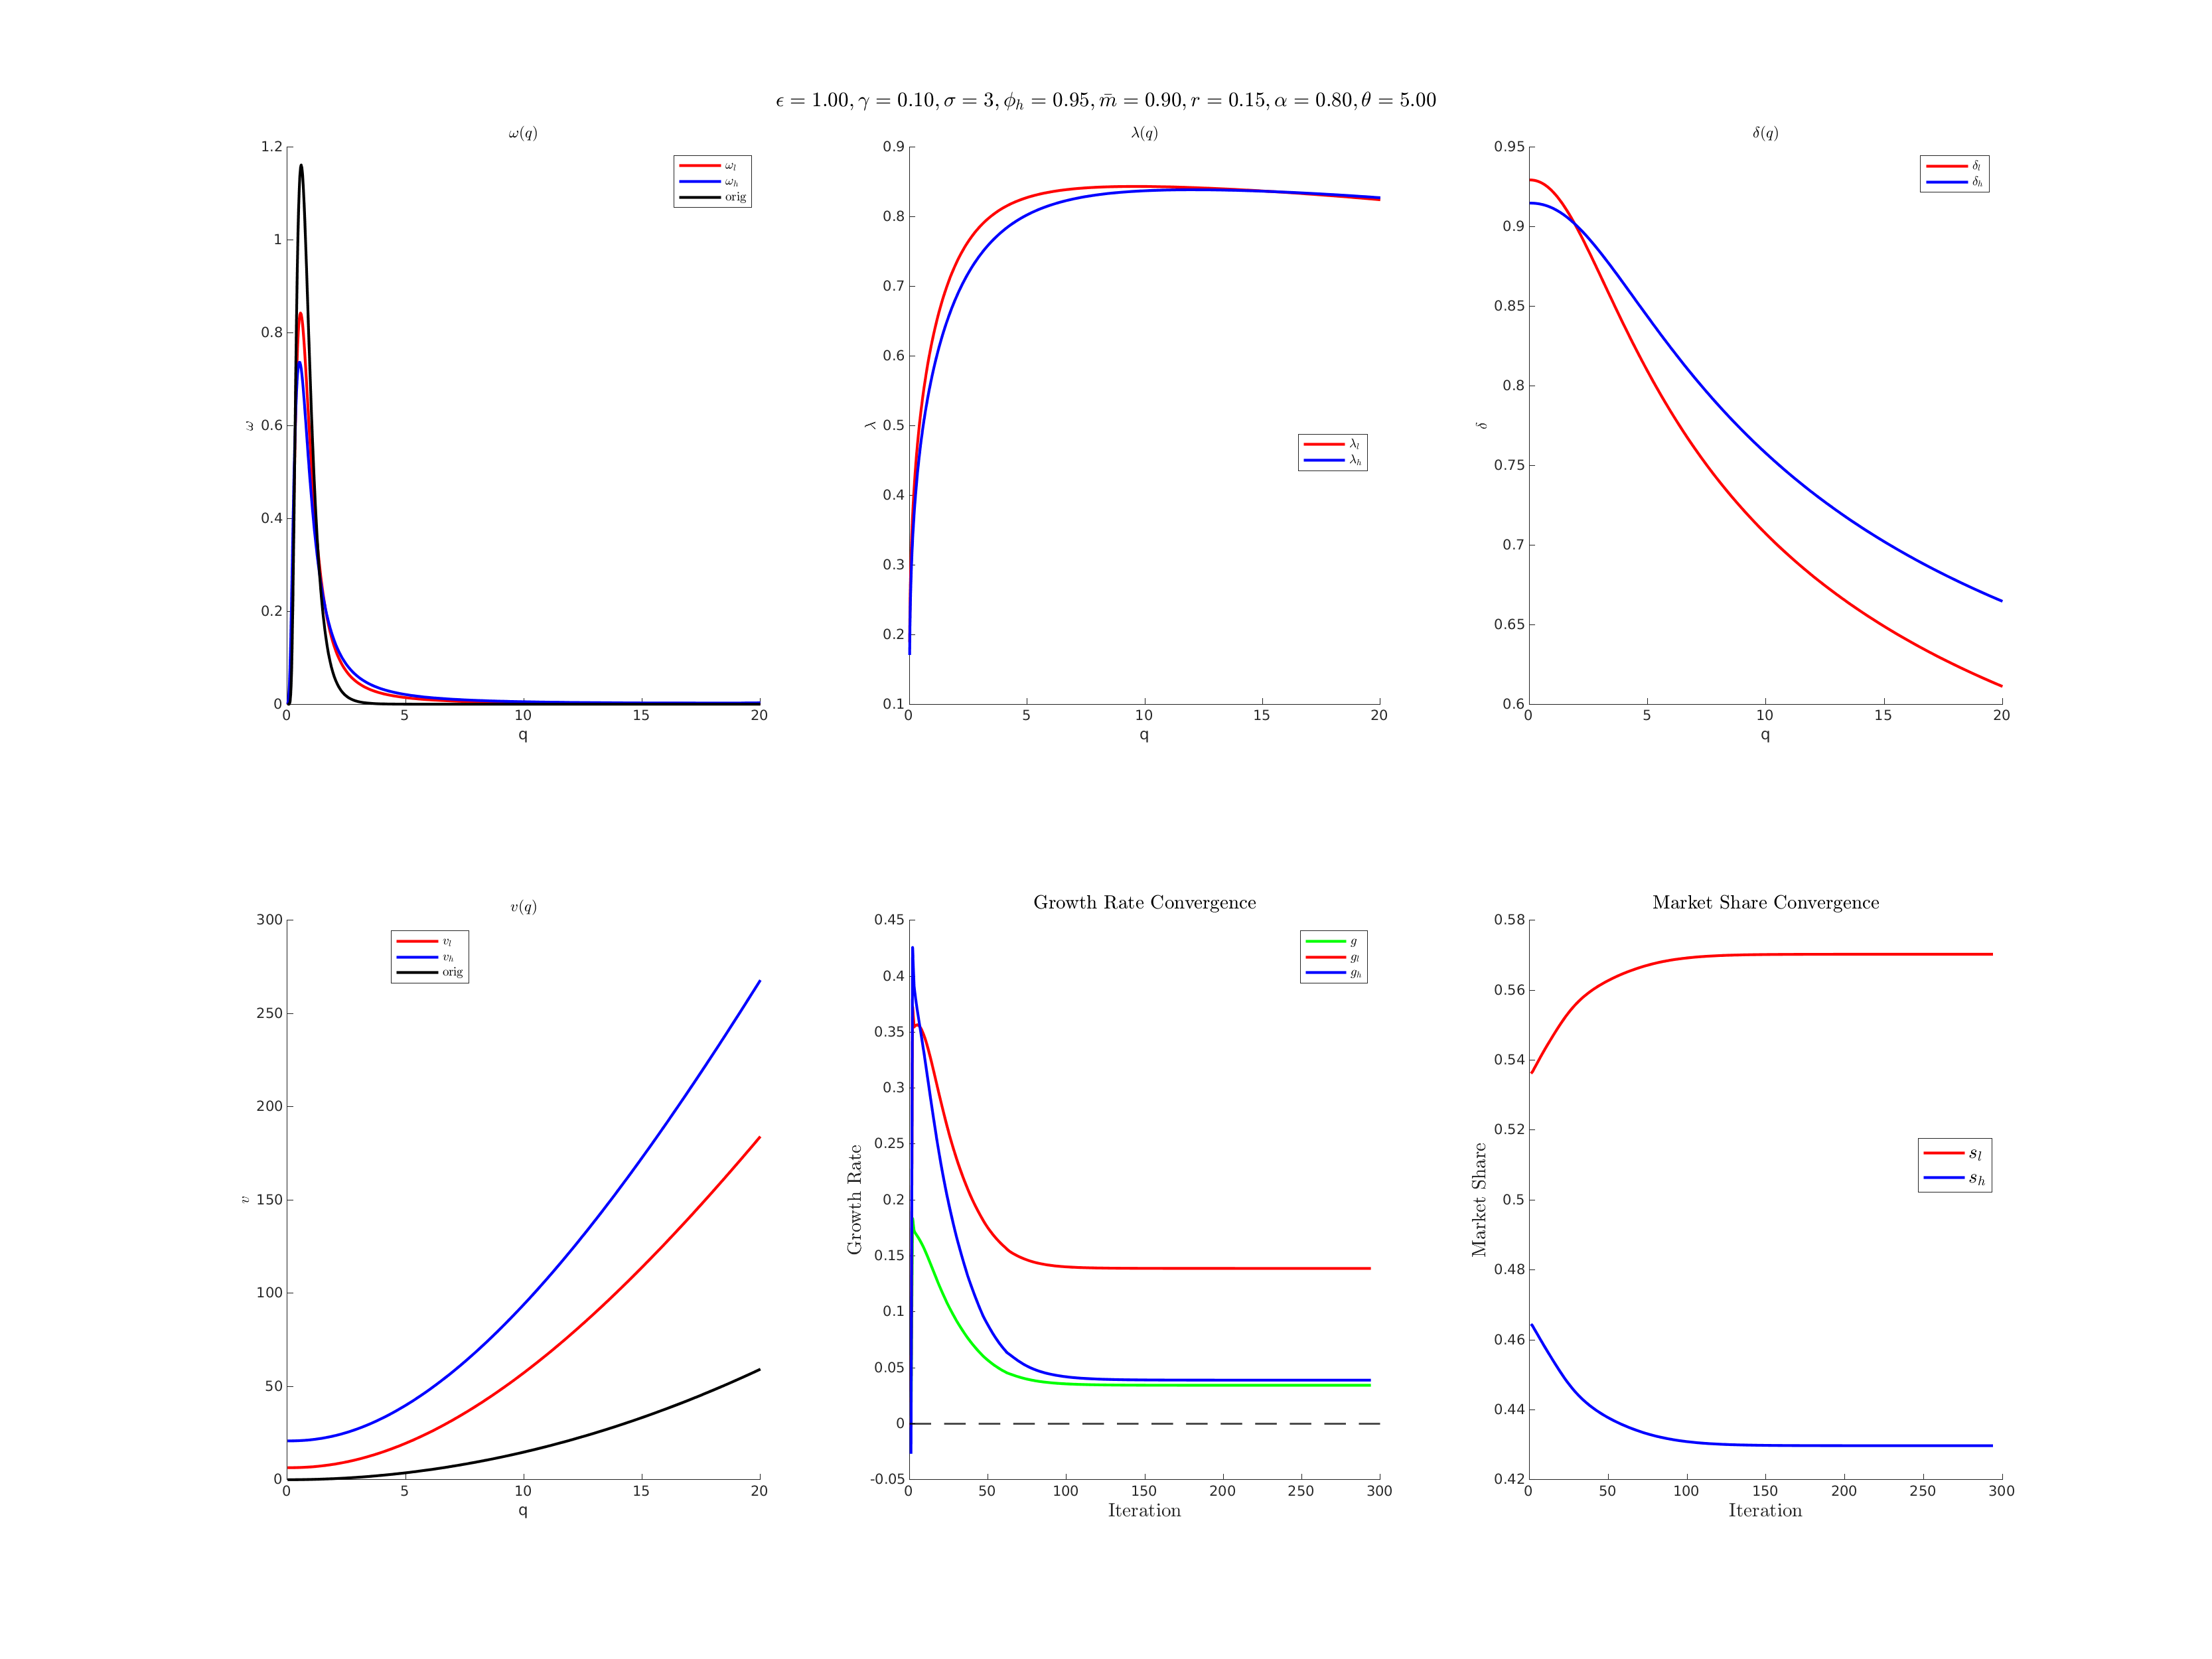 ϵ = 1.00, γ = 0.10, σ = 3, ϕ_h = 0.95, m̄ = 0.90, r = 0.15, α = 0.80, θ = 5.00
ω(q)
1.2
1
0.8
0.6
0.4
0.2
0
ω
0 5 10 15 20
q
ω_l
ω_h
orig
λ(q)
0.9
0.8
0.7
0.6
0.5
0.4
0.3
0.2
0.1
λ
0 5 10 15 20
q
λ_l
λ_h
δ(q)
0.95
0.9
0.85
0.8
0.75
0.7
0.65
0.6
δ
0 5 10 15 20
q
δ_l
δ_h
v(q)
300
250
200
150
100
50
0
v
0 5 10 15 20
q
v_l
v_h
orig
Growth Rate Convergence
0.45
0.4
0.35
0.3
0.25
0.2
0.15
0.1
0.05
0
-0.05
Growth Rate
0 50 100 150 200 250 300
Iteration
g
g_l
g_h
Market Share Convergence
0.58
0.56
0.54
0.52
0.5
0.48
0.46
0.44
0.42
Market Share
0 50 100 150 200 250 300
Iteration
s_l
s_h